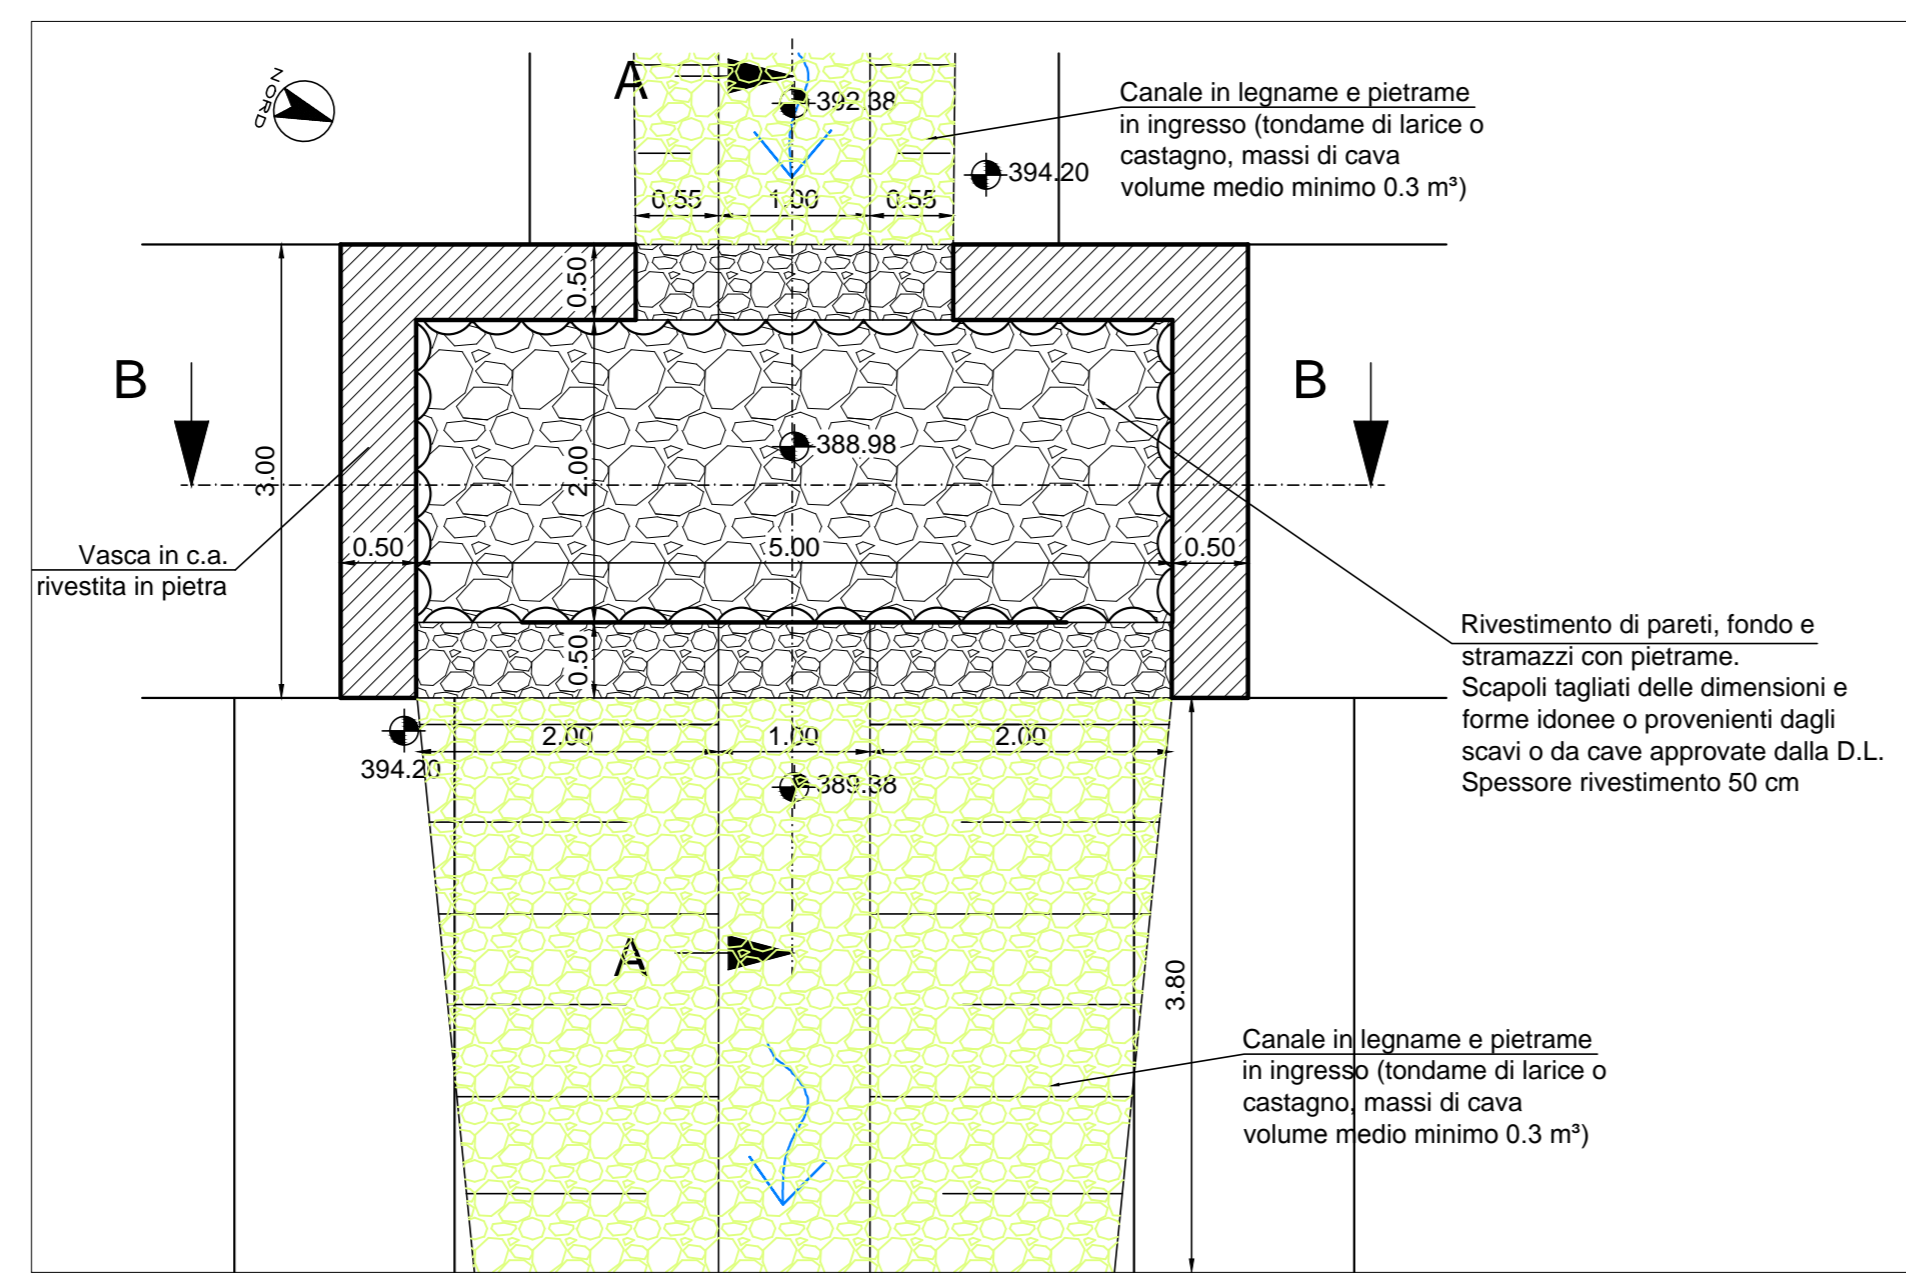 NORD
A
392.38
Canale in legname e pietrame
in ingresso (tondame di larice o
castagno, massi di cava
volume medio minimo 0.3 m³)
394.20
0.55
1.00
0.55
0.50
B
B
388.98
3.00
2.00
0.50
5.00
0.50
Vasca in c.a.
rivestita in pietra
Rivestimento di pareti, fondo e
stramazzi con pietrame.
Scapoli tagliati delle dimensioni e
forme idonee o provenienti dagli
scavi o da cave approvate dalla D.L.
Spessore rivestimento 50 cm
0.50
2.00
1.00
2.00
394.20
389.38
A
3.80
Canale in legname e pietrame
in ingresso (tondame di larice o
castagno, massi di cava
volume medio minimo 0.3 m³)